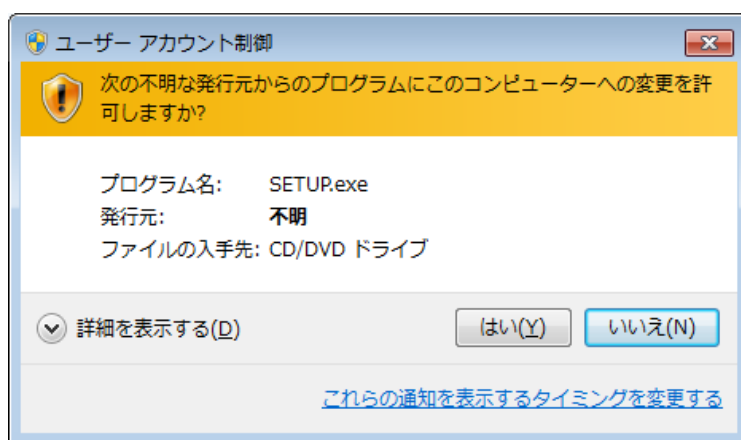 ユーザー アカウント制御
次の不明な発行元からのプログラムにこのコンピューターへの変更を許
可しますか?
プログラム名: SETUP.exe
発行元: 不明
ファイルの入手先: CD/DVD ドライブ
詳細を表示する(D)
はい(Y)
いいえ(N)
これらの通知を表示するタイミングを変更する